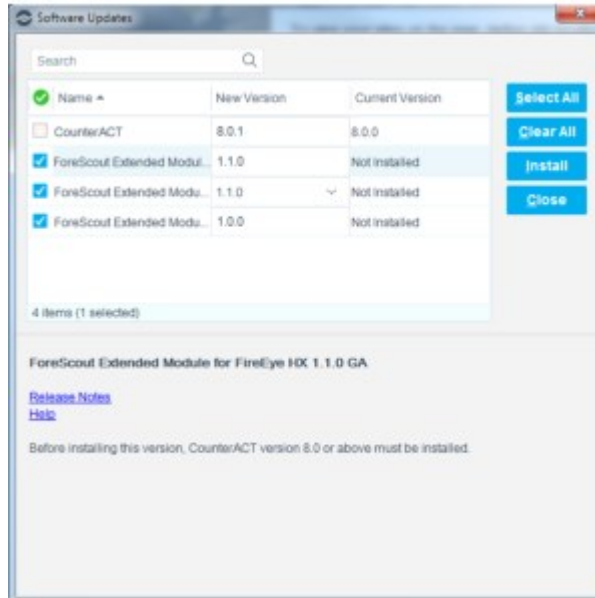 Software Updates
Search
Name New Version Current Version
CounterACT 8.0.1 8.0.0
ForeScout Extended Modul... 1.1.0 Not Installed
ForeScout Extended Modu... 1.1.0 Not Installed
ForeScout Extended Modu... 1.0.0 Not Installed
4 items (1 selected)
Select All
Clear All
Install
Close
ForeScout Extended Module for FireEye HX 1.1.0 GA
Release Notes
Help
Before installing this version, CounterACT version 8.0 or above must be installed.